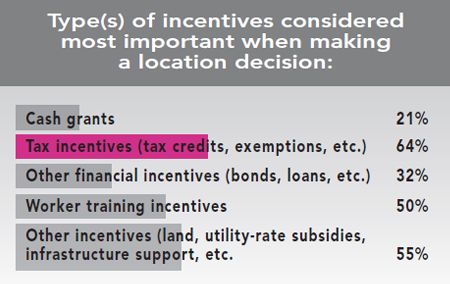 Type(s) of incentives considered
most important when making
a location decision:
Cash grants 21%
Tax incentives (tax credits, exemptions, etc.) 64%
Other financial incentives (bonds, loans, etc.) 32%
Worker training incentives 50%
Other incentives (land, utility-rate subsidies,
infrastructure support, etc. 55%